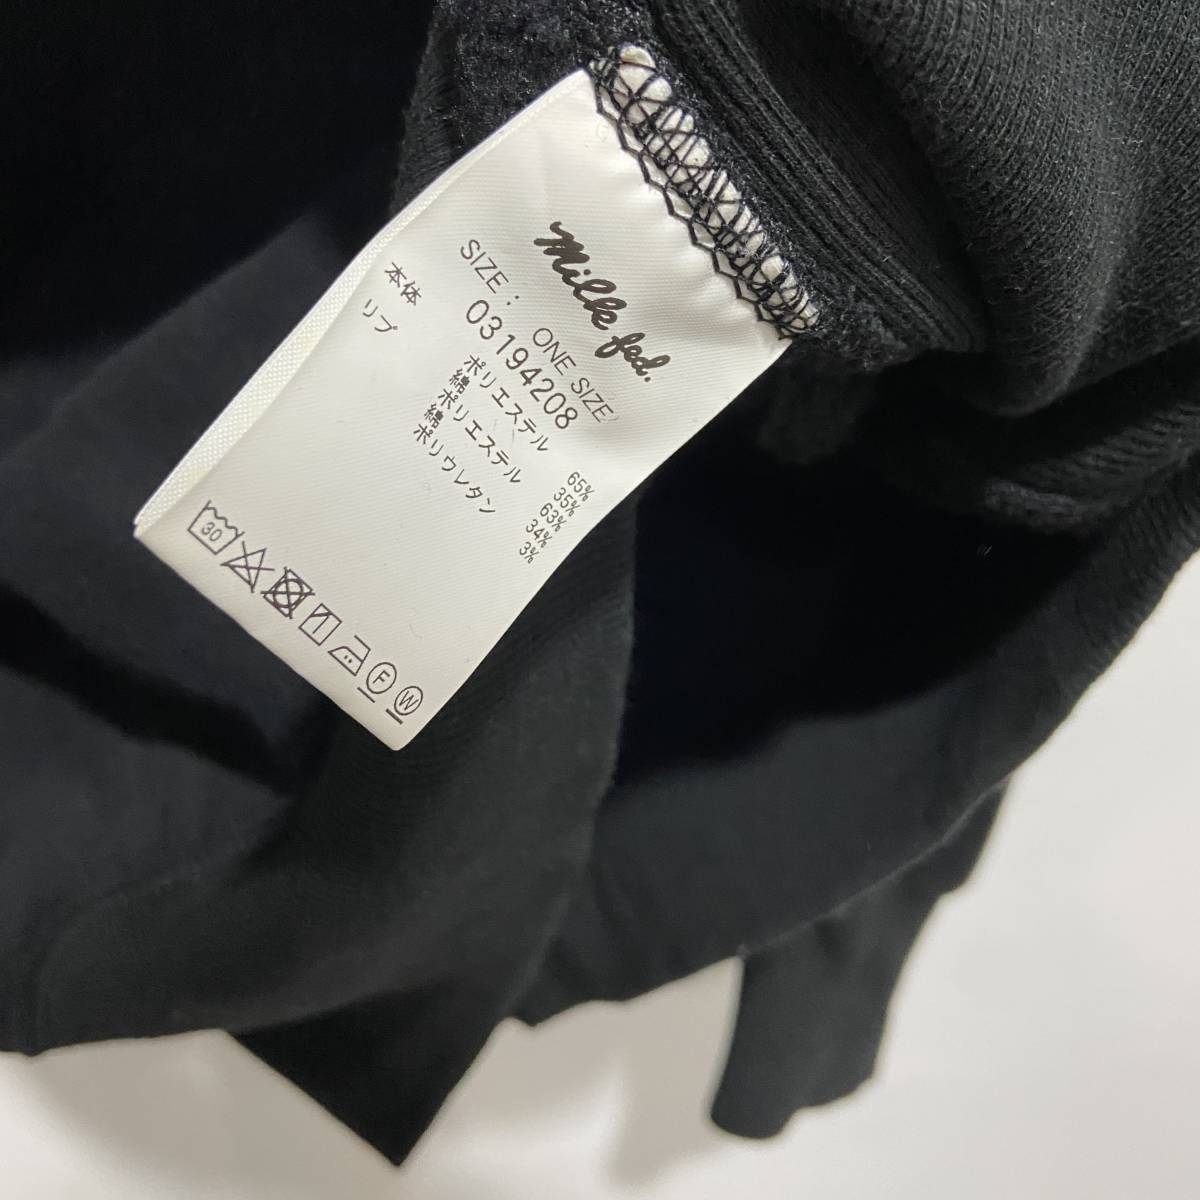 milk fed.
SIZE: ONE SIZE
03194208
本体 ポリエステル 65%
綿 35%
リブ ポリエステル 63%
綿 34%
ポリウレタン 3%
30
F W